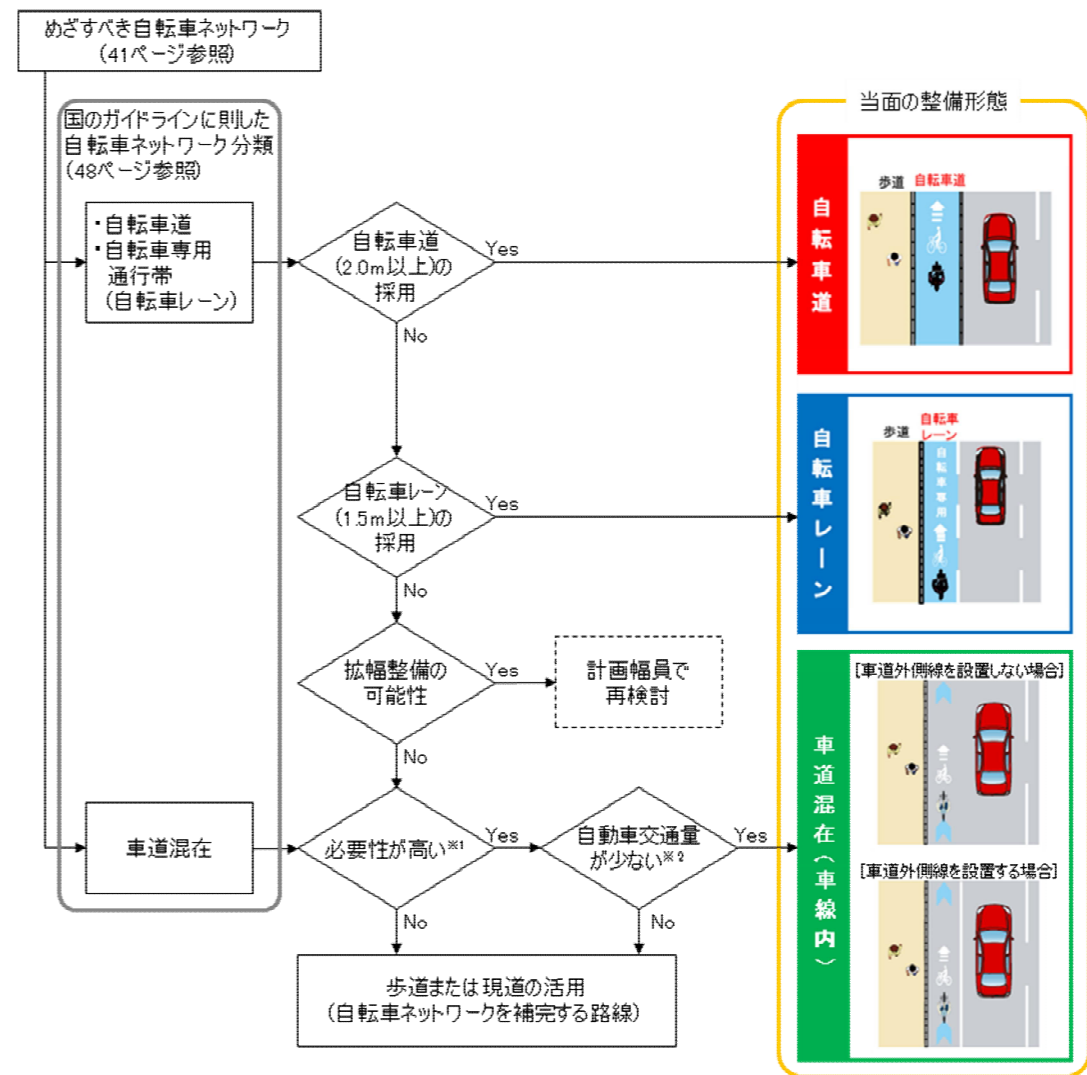 めざすべき自転車ネットワーク
(41ページ参照)
国のガイドラインに則した
自転車ネットワーク分類
(48ページ参照)
・自転車道
・自転車専用
通行帯
(自転車レーン)
自転車道
(2.0m以上)の
採用
Yes
No
自転車レーン
(1.5m以上)の
採用
Yes
No
拡幅整備の
可能性
Yes
計画幅員で
再検討
No
車道混在
必要性が高い※1
Yes
自動車交通量
が少ない※2
Yes
No
No
歩道または現道の活用
(自転車ネットワークを補完する路線)
当面の整備形態
自転車道
歩道
自転車道
自転車レーン
歩道
自転車
レーン
自転車専用
車道混在(車線内)
[車道外側線を設置しない場合]
[車道外側線を設置する場合]